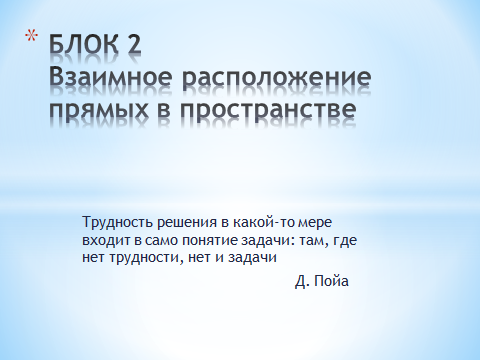 * БЛОК 2
Взаимное расположение
прямых в пространстве
Трудность решения в какой-то мере
входит в само понятие задачи: там, где
нет трудности, нет и задачи
Д. Пойа